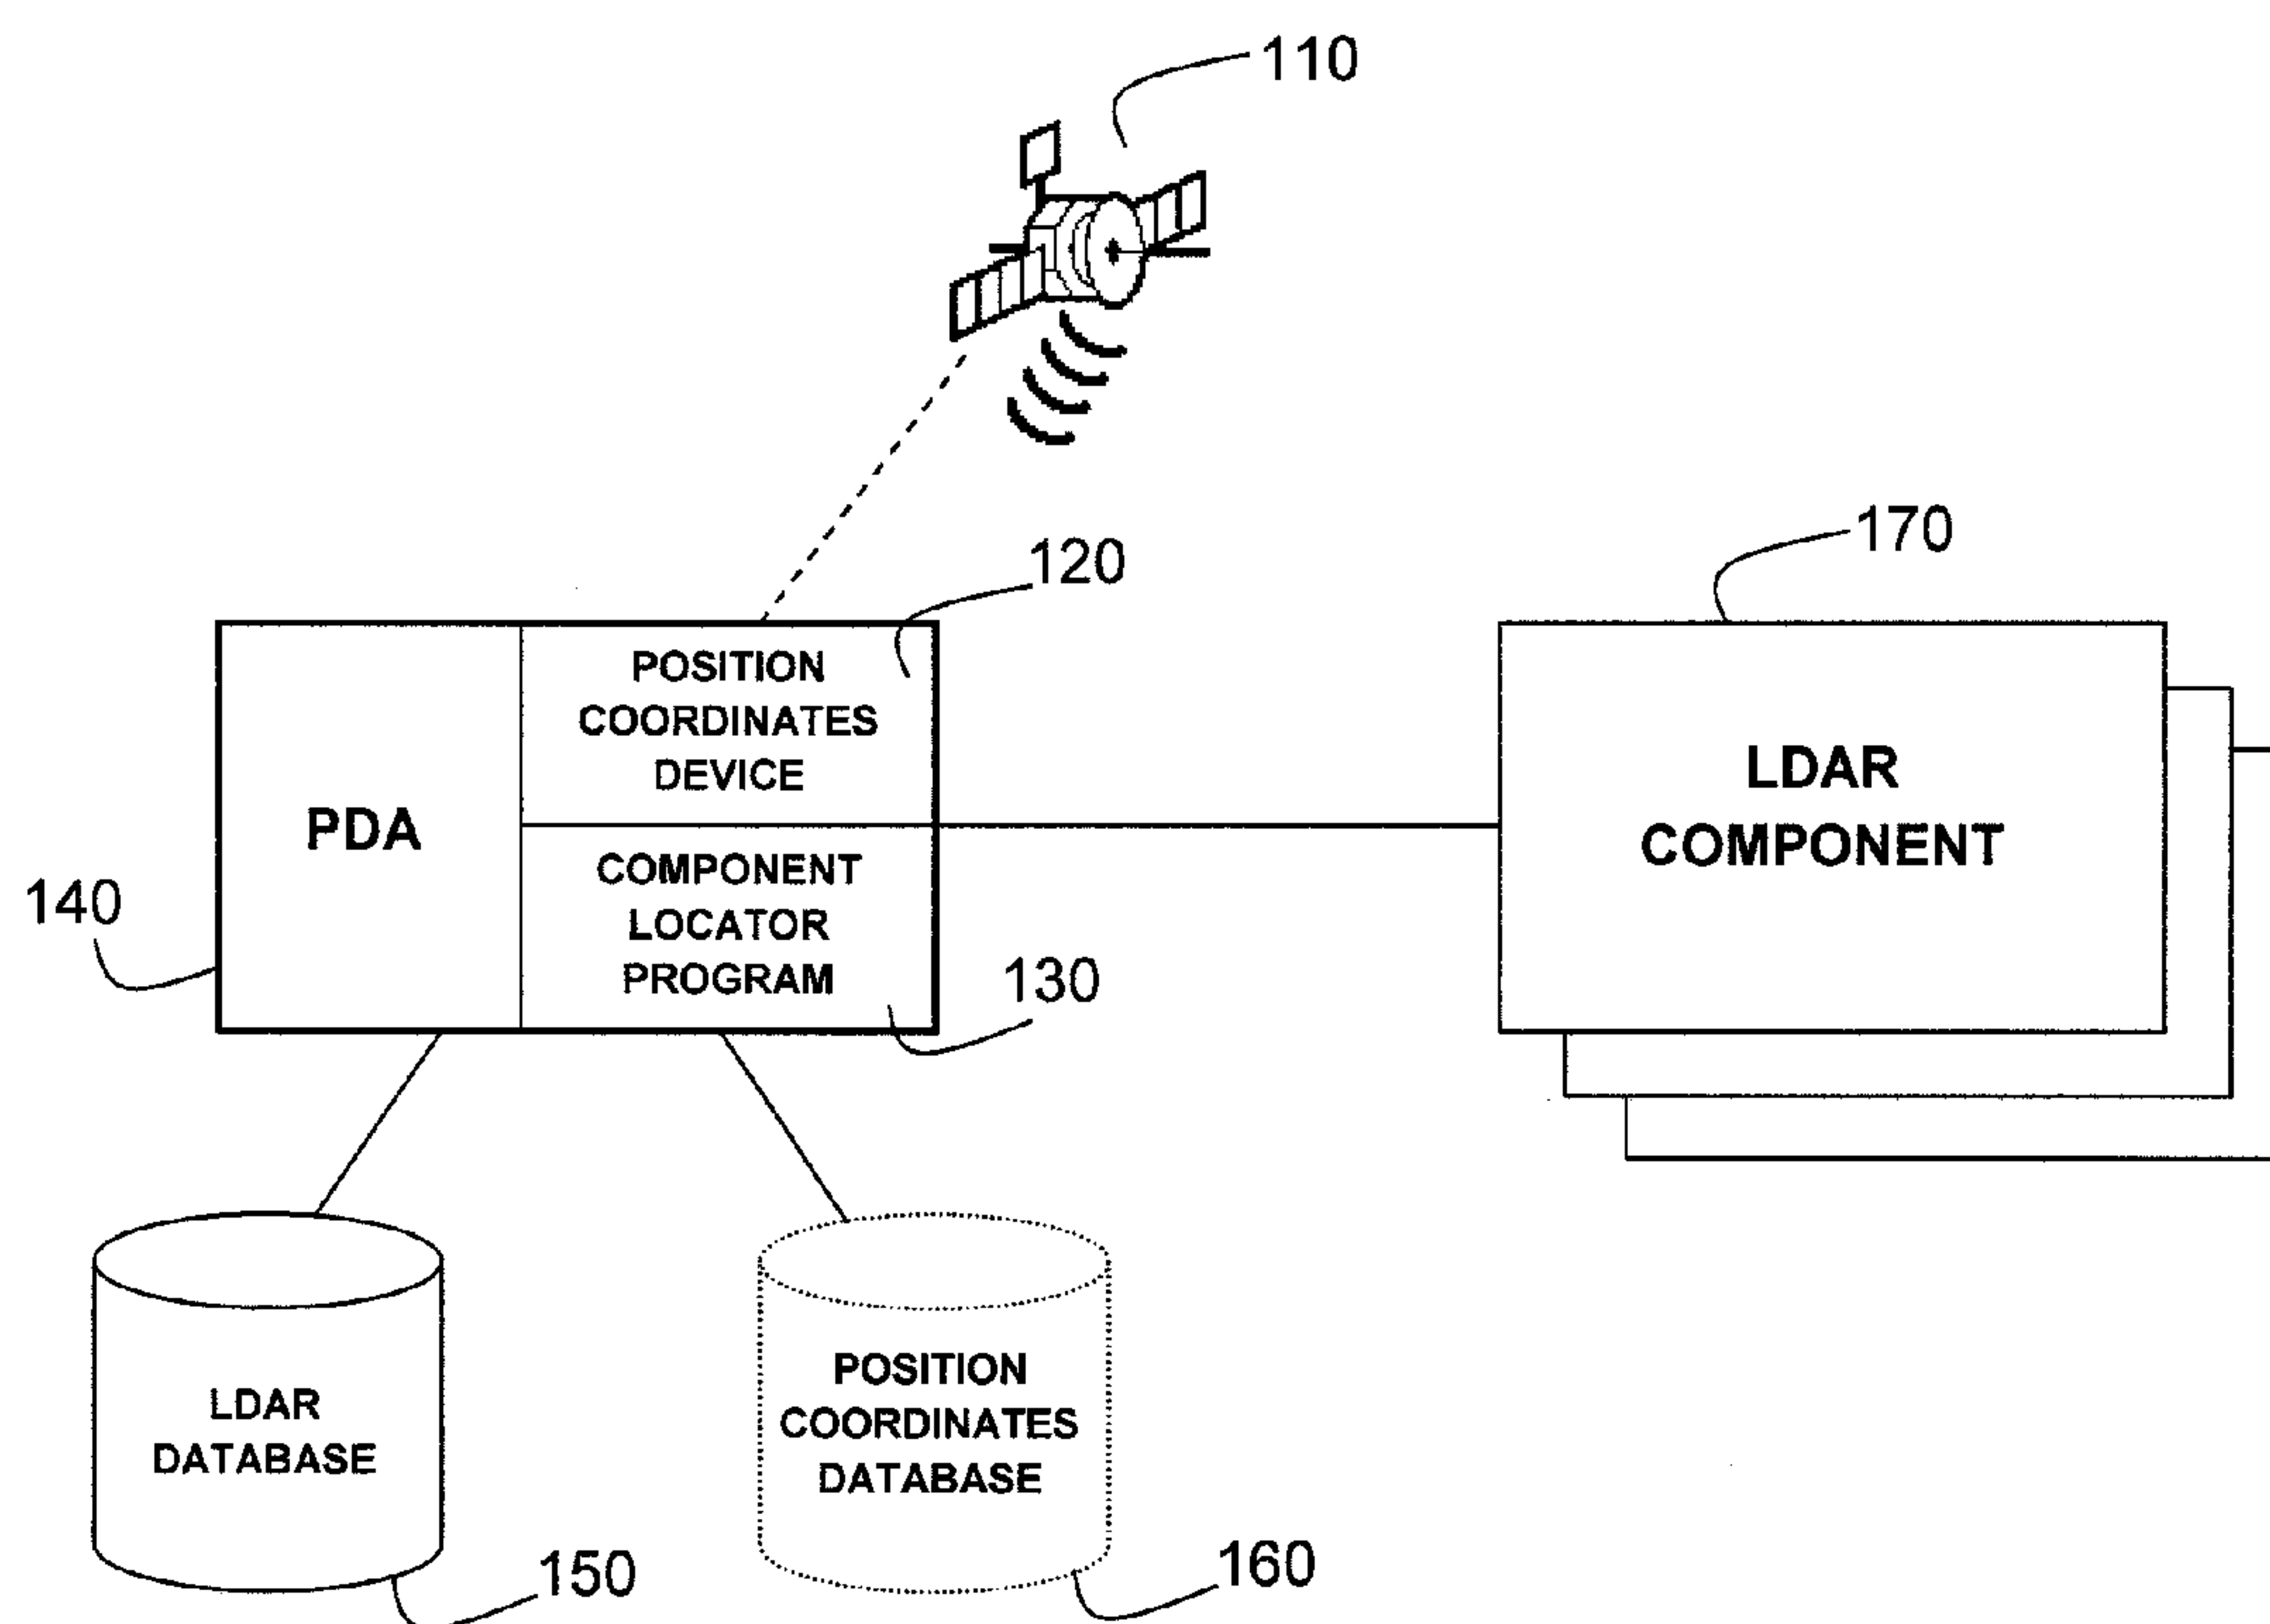 110
120
170
POSITION
COORDINATES
DEVICE
PDA
LDAR
COMPONENT
COMPONENT
LOCATOR
PROGRAM
140
130
LDAR
DATABASE
POSITION
COORDINATES
DATABASE
150
160